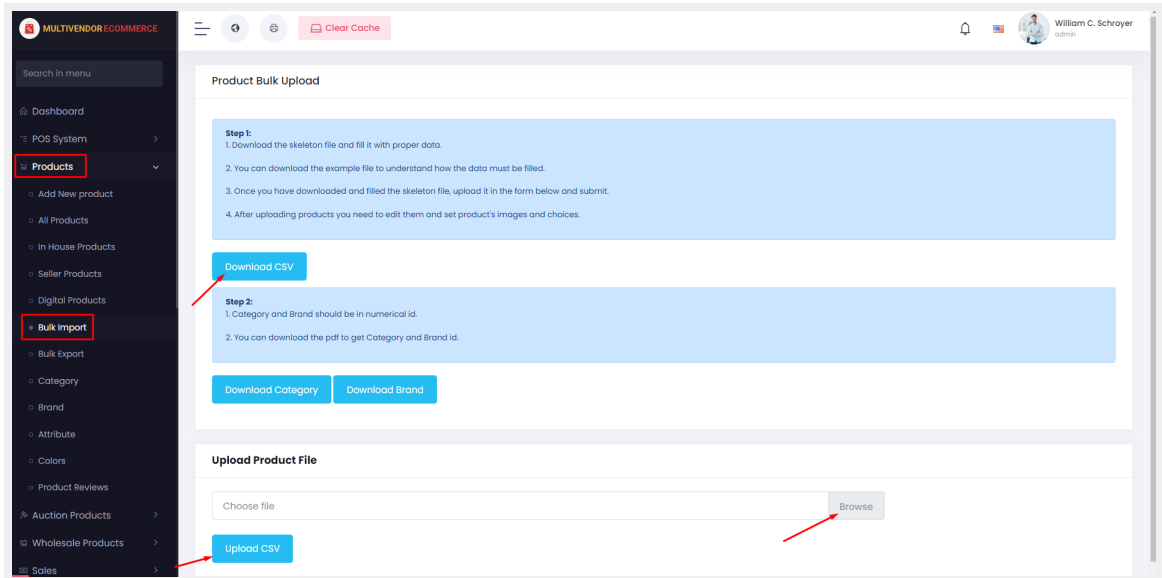 MULTIVENDOR ECOMMERCE
Clear Cache
William C. Schroyer
admin
Search in menu
Dashboard
POS System
Products
Add New product
All Products
In House Products
Seller Products
Digital Products
Bulk Import
Bulk Export
Category
Brand
Attribute
Colors
Product Reviews
Auction Products
Wholesale Products
Sales
Product Bulk Upload
Step 1:
1. Download the skeleton file and fill it with proper data.
2. You can download the example file to understand how the data must be filled.
3. Once you have downloaded and filled the skeleton file, upload it in the form below and submit.
4. After uploading products you need to edit them and set product's images and choices.
Download CSV
Step 2:
1. Category and Brand should be in numerical id.
2. You can download the pdf to get Category and Brand id.
Download Category Download Brand
Upload Product File
Choose file Browse
Upload CSV